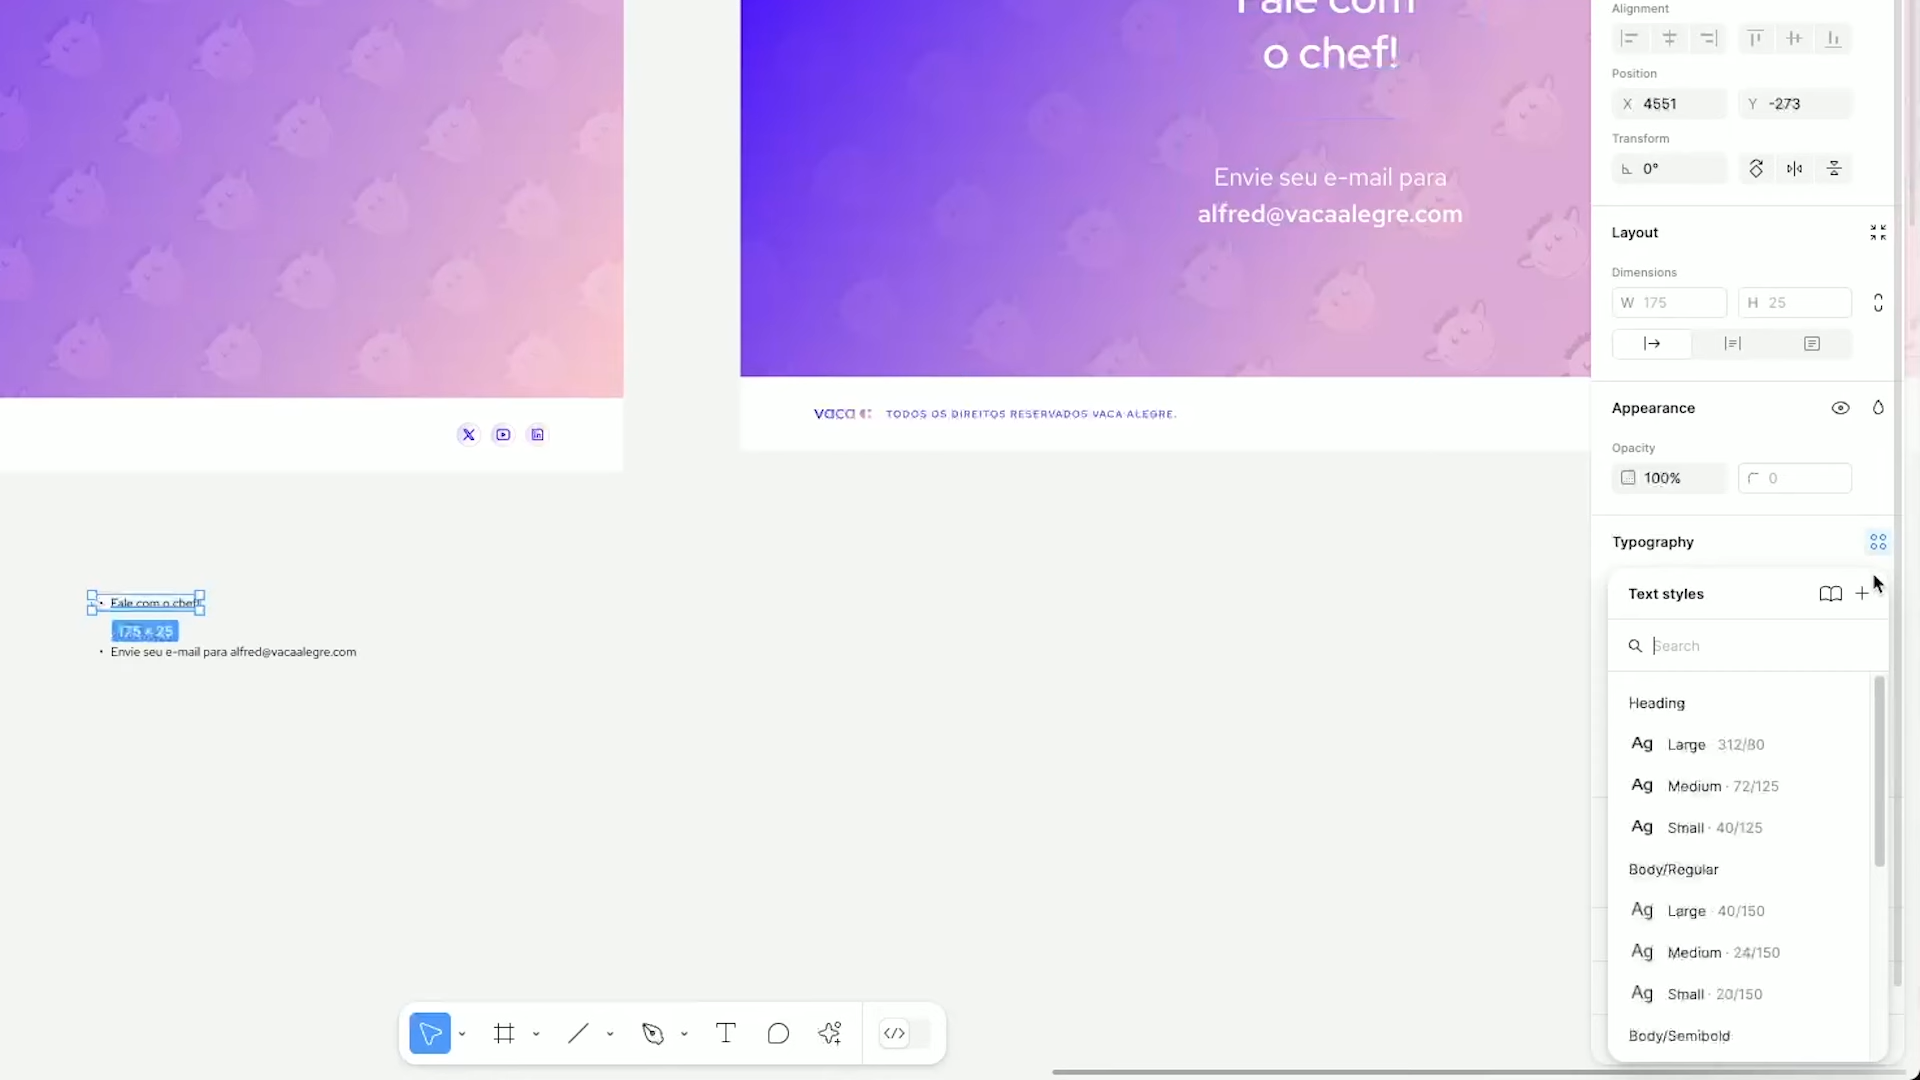 Fale com
o chef!
Envie seu e-mail para
alfred@vacaalegre.com
vaca
TODOS OS DIREITOS RESERVADOS VACA ALEGRE.
• Fale com o chef!
175 × 25
• Envie seu e-mail para alfred@vacaalegre.com
Alignment
Position
X 4551
Y -273
Transform
0°
Layout
Dimensions
W 175
H 25
Appearance
Opacity
100%
0
Typography
Text styles
Search
Heading
Ag Large 312/80
Ag Medium · 72/125
Ag Small · 40/125
Body/Regular
Ag Large · 40/150
Ag Medium · 24/150
Ag Small · 20/150
Body/Semibold